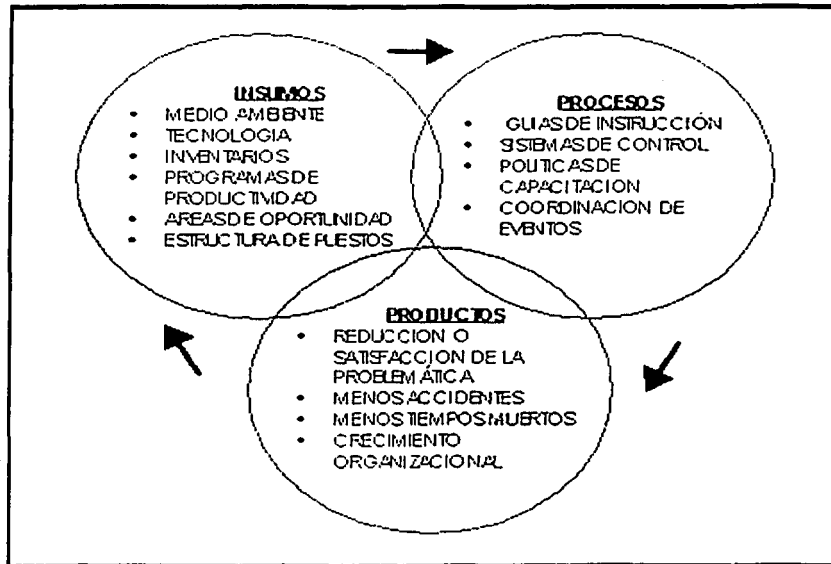 INSUMOS
• MEDIO AMBIENTE
• TECNOLOGIA
• INVENTARIOS
• PROGRAMAS DE
PRODUCTIVIDAD
• AREAS DE OPORTUNIDAD
• ESTRUCTURA DE PUESTOS
PROCESOS
• GUIAS DE INSTRUCCIÓN
• SISTEMAS DE CONTROL
• POLITICAS DE
CAPACITACION
• COORDINACION DE
EVENTOS
PRODUCTOS
• REDUCCION O
SATISFACCION DE LA
PROBLEMÁTICA
• MENOS ACCIDENTES
• MENOS TIEMPOS MUERTOS
• CRECIMIENTO
ORGANIZACIONAL